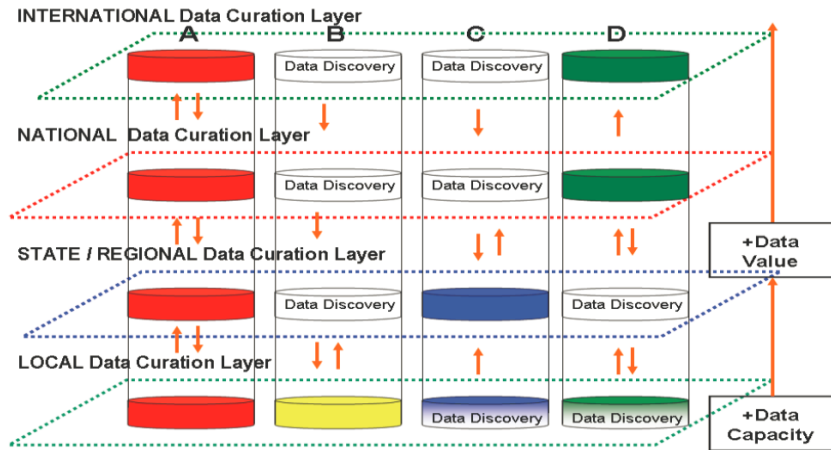 INTERNATIONAL Data Curation Layer
A B C D
Data Discovery Data Discovery
NATIONAL Data Curation Layer
Data Discovery Data Discovery
+Data
Value
STATE / REGIONAL Data Curation Layer
Data Discovery Data Discovery
LOCAL Data Curation Layer
Data Discovery Data Discovery
+Data
Capacity